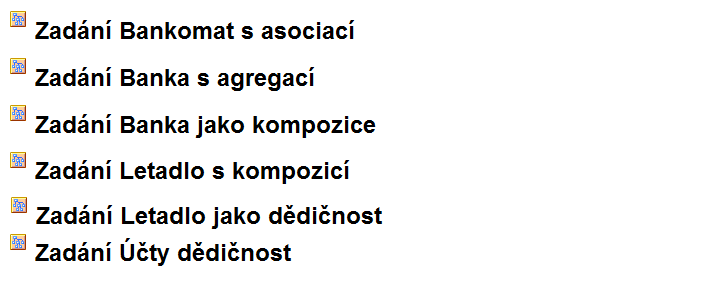 Zadání Bankomat s asociací
Zadání Banka s agregací
Zadání Banka jako kompozice
Zadání Letadlo s kompozicí
Zadání Letadlo jako dědičnost
Zadání Účty dědičnost